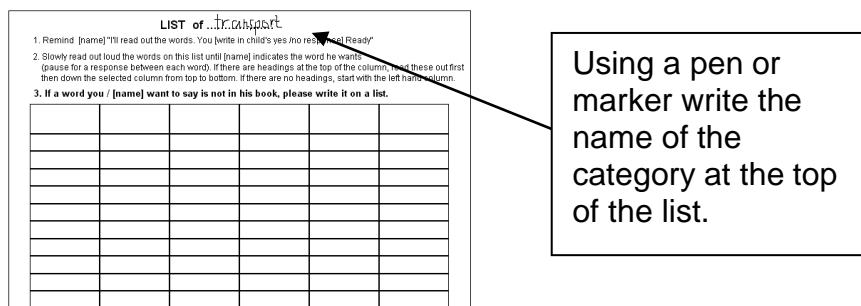 LIST of ..transport
1. Remind [name] "I'll read out the words. You [write in child's yes /no response] Ready"
2. Slowly read out loud the words on this list until [name] indicates the word he wants
(pause for a response between each word). If there are headings at the top of the column, read these out first
then down the selected column from top to bottom. If there are no headings, start with the left hand column.
3. If a word you / [name] want to say is not in his book, please write it on a list.
Using a pen or
marker write the
name of the
category at the top
of the list.